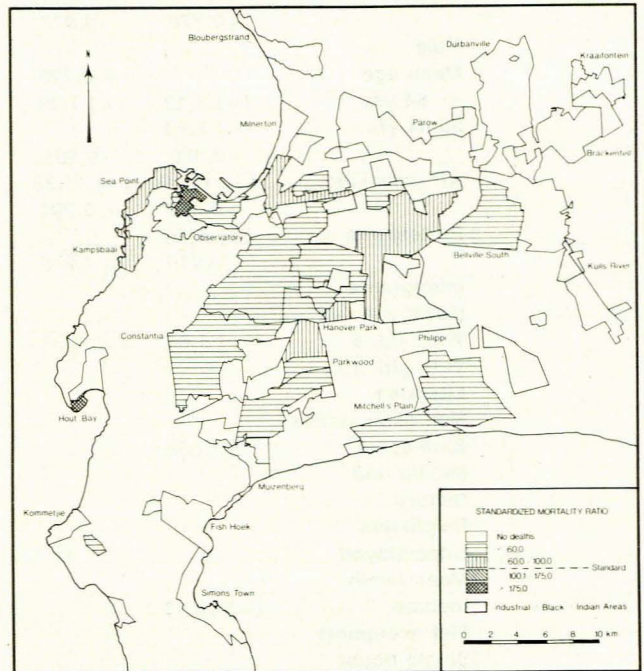 Bloubergstrand
Durbanville
Kraaifontein
N
Milnerton
Parow
Brackenfell
Sea Point
Observatory
Kampsbaai
Bellville South
Kuils River
Constantia
Hanover Park
Philippi
Parkwood
Mitchell's Plain
Hout Bay
Muizenberg
Kommetjie
Fish Hoek
Simons Town
STANDARDIZED MORTALITY RATIO
No deaths
60.0
60.0 - 100.0
Standard
100.1 - 175.0
175.0
Industrial Black Indian Areas
0 2 4 6 8 10 km